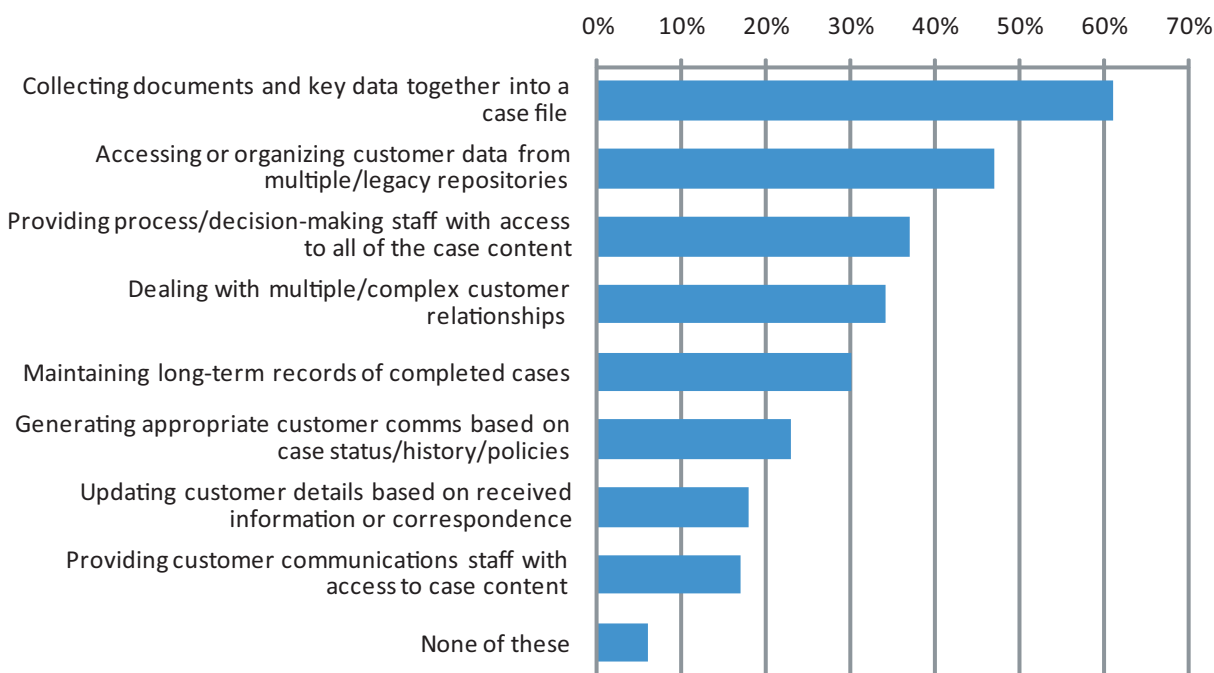 0% 10% 20% 30% 40% 50% 60% 70%
Collecting documents and key data together into a
case file
Accessing or organizing customer data from
multiple/legacy repositories
Providing process/decision-making staff with access
to all of the case content
Dealing with multiple/complex customer
relationships
Maintaining long-term records of completed cases
Generating appropriate customer comms based on
case status/history/policies
Updating customer details based on received
information or correspondence
Providing customer communications staff with
access to case content
None of these